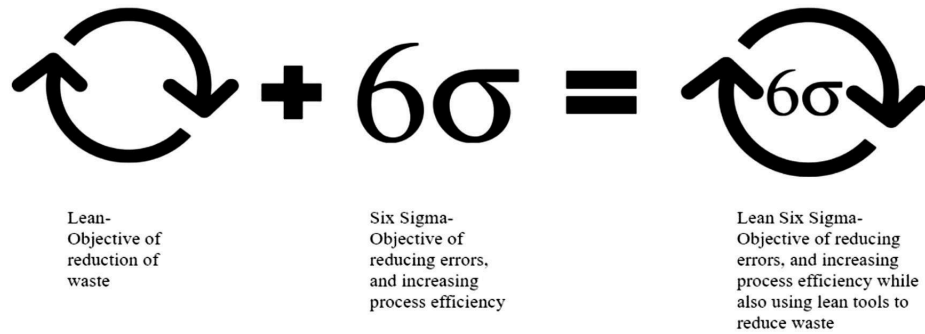 + 6σ = 6σ
Lean-
Objective of
reduction of
waste
Six Sigma-
Objective of
reducing errors,
and increasing
process efficiency
Lean Six Sigma-
Objective of reducing
errors, and increasing
process efficiency while
also using lean tools to
reduce waste